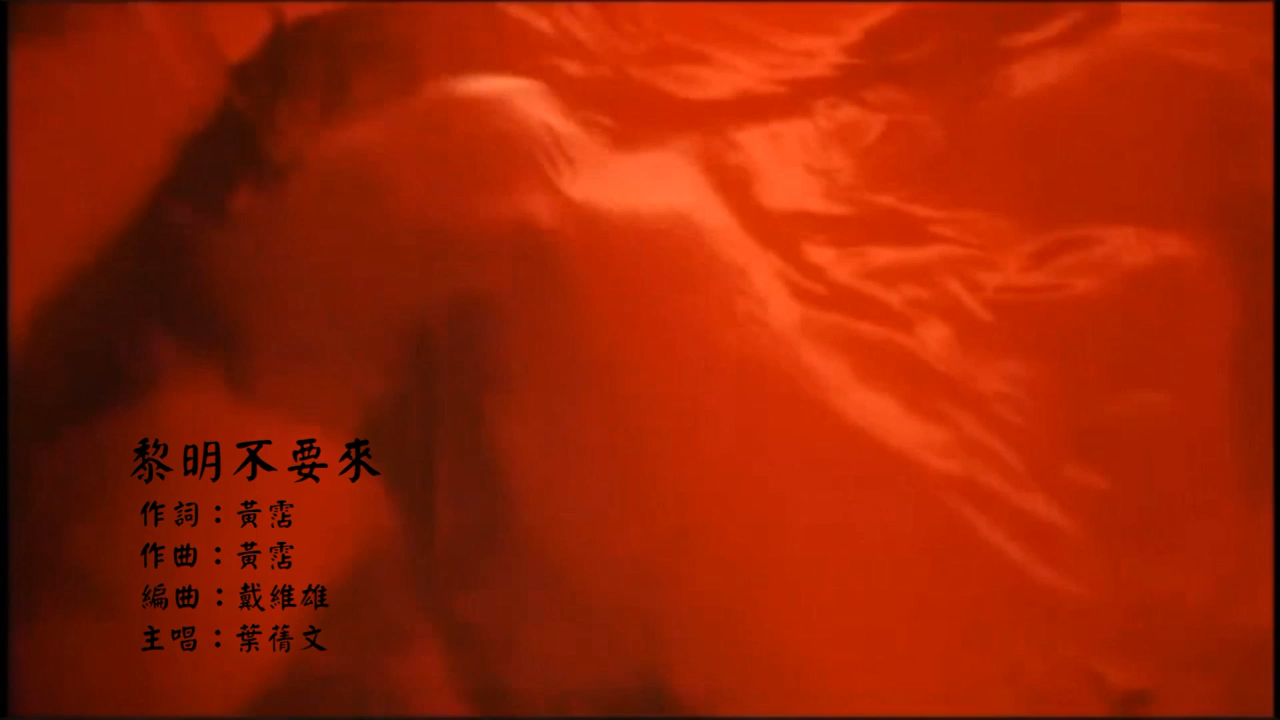 黎明不要來
作詞：黃霑
作曲：黃霑
編曲：戴維雄
主唱：葉蒨文